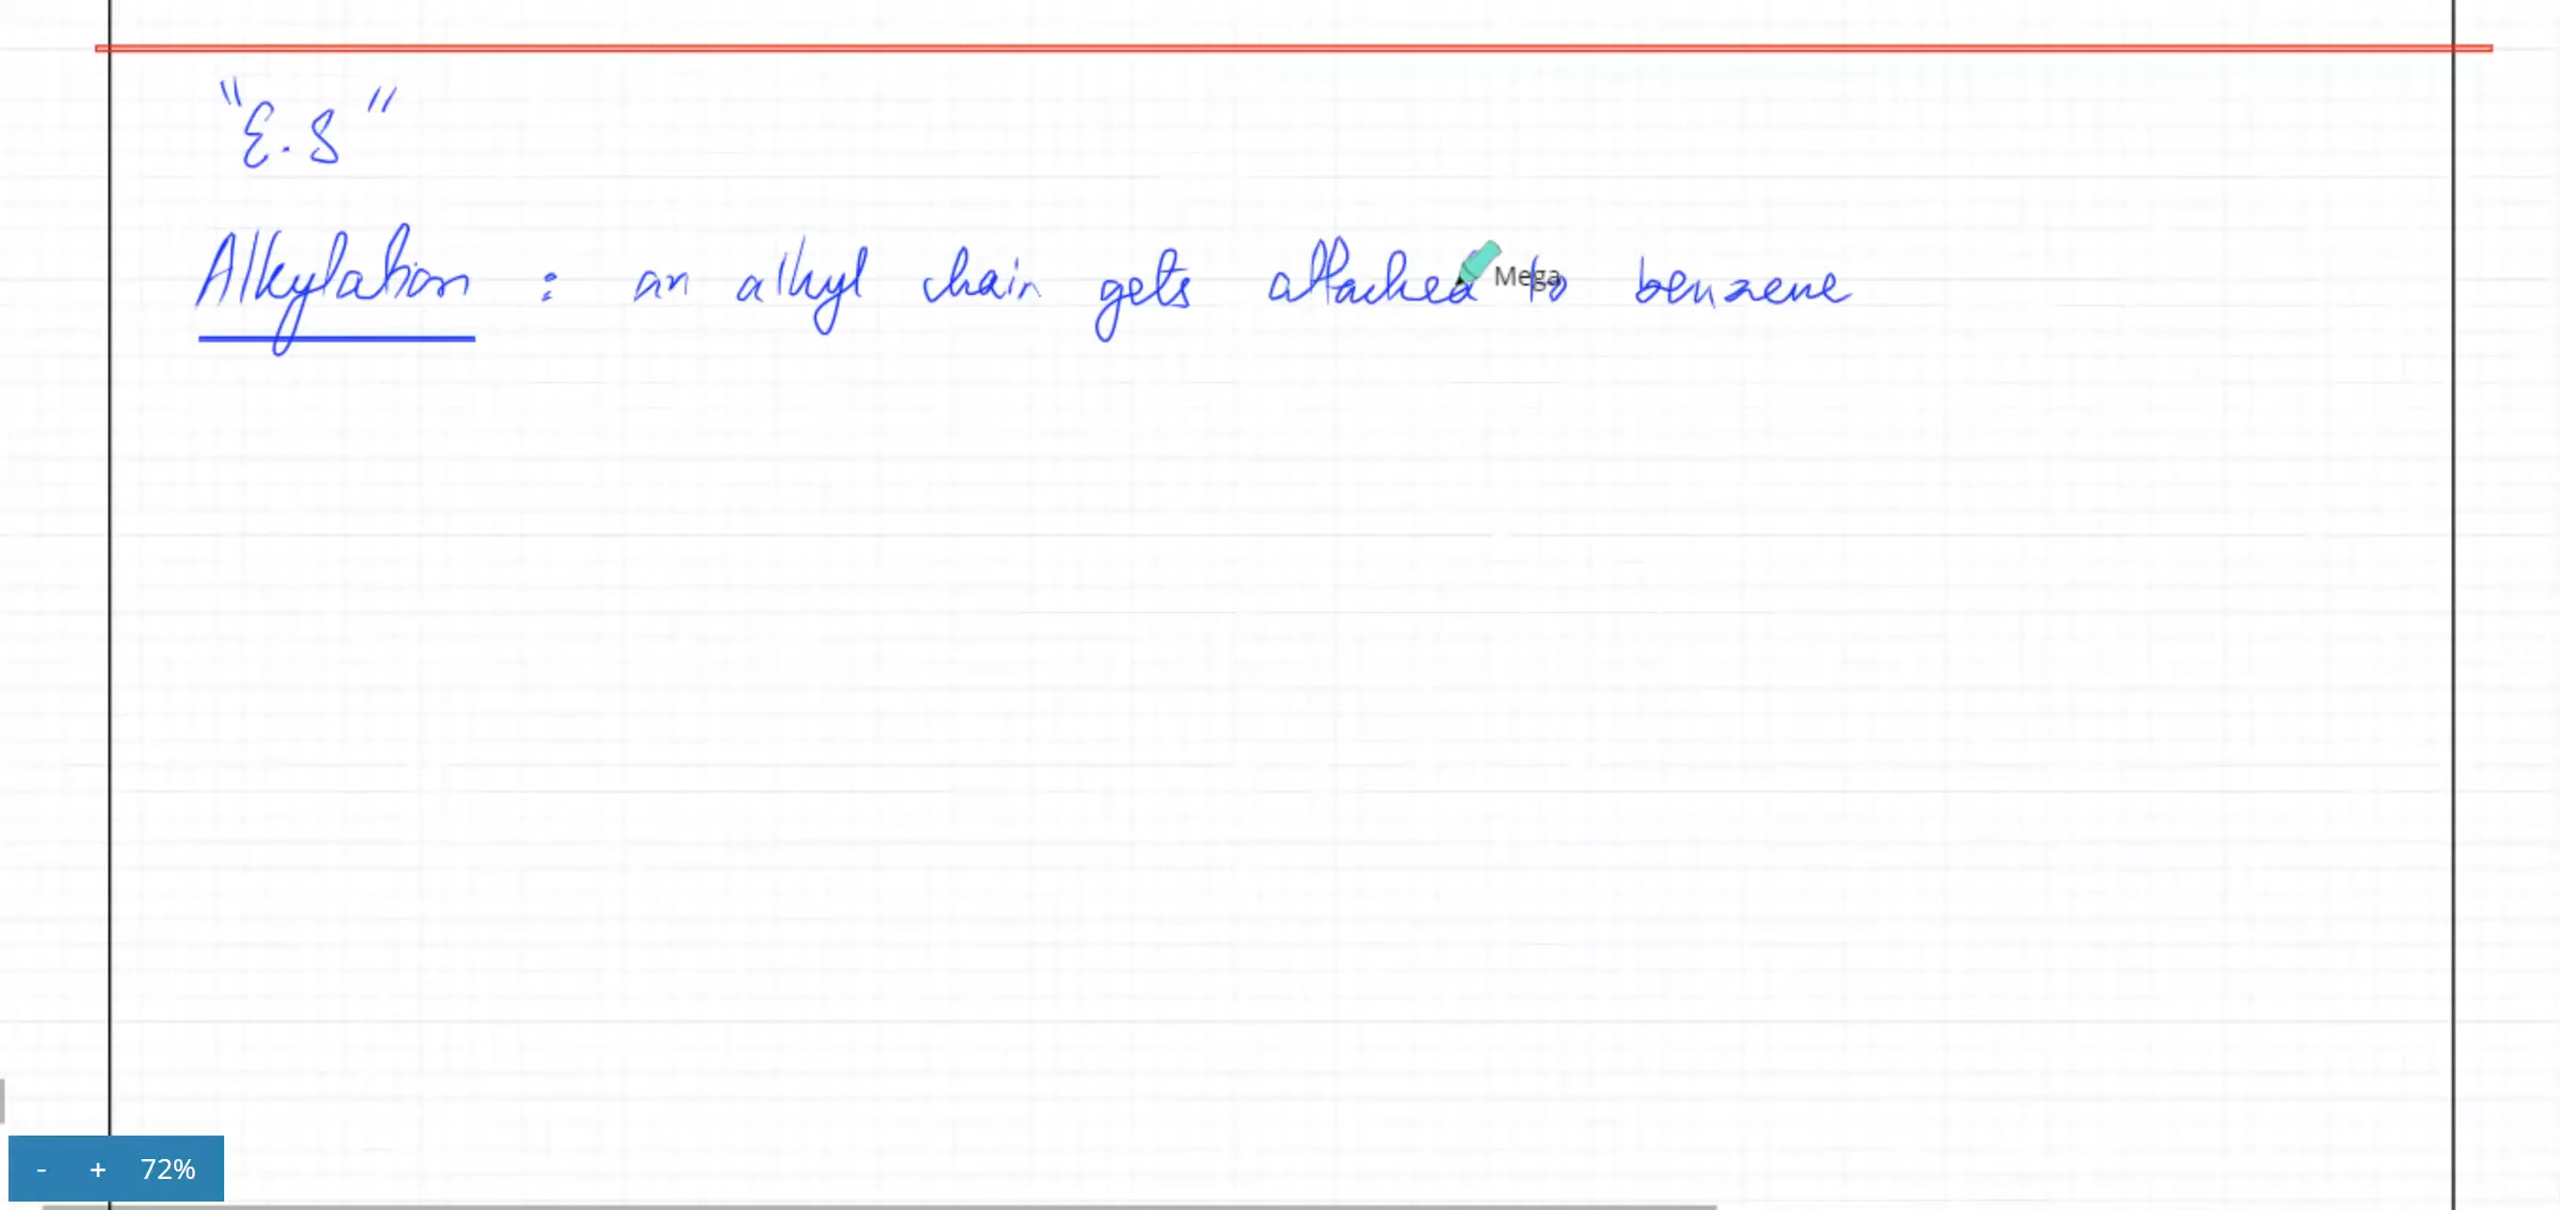 "E.S"
Alkylation : an alkyl chain gets attached to benzene
Mega
- + 72%